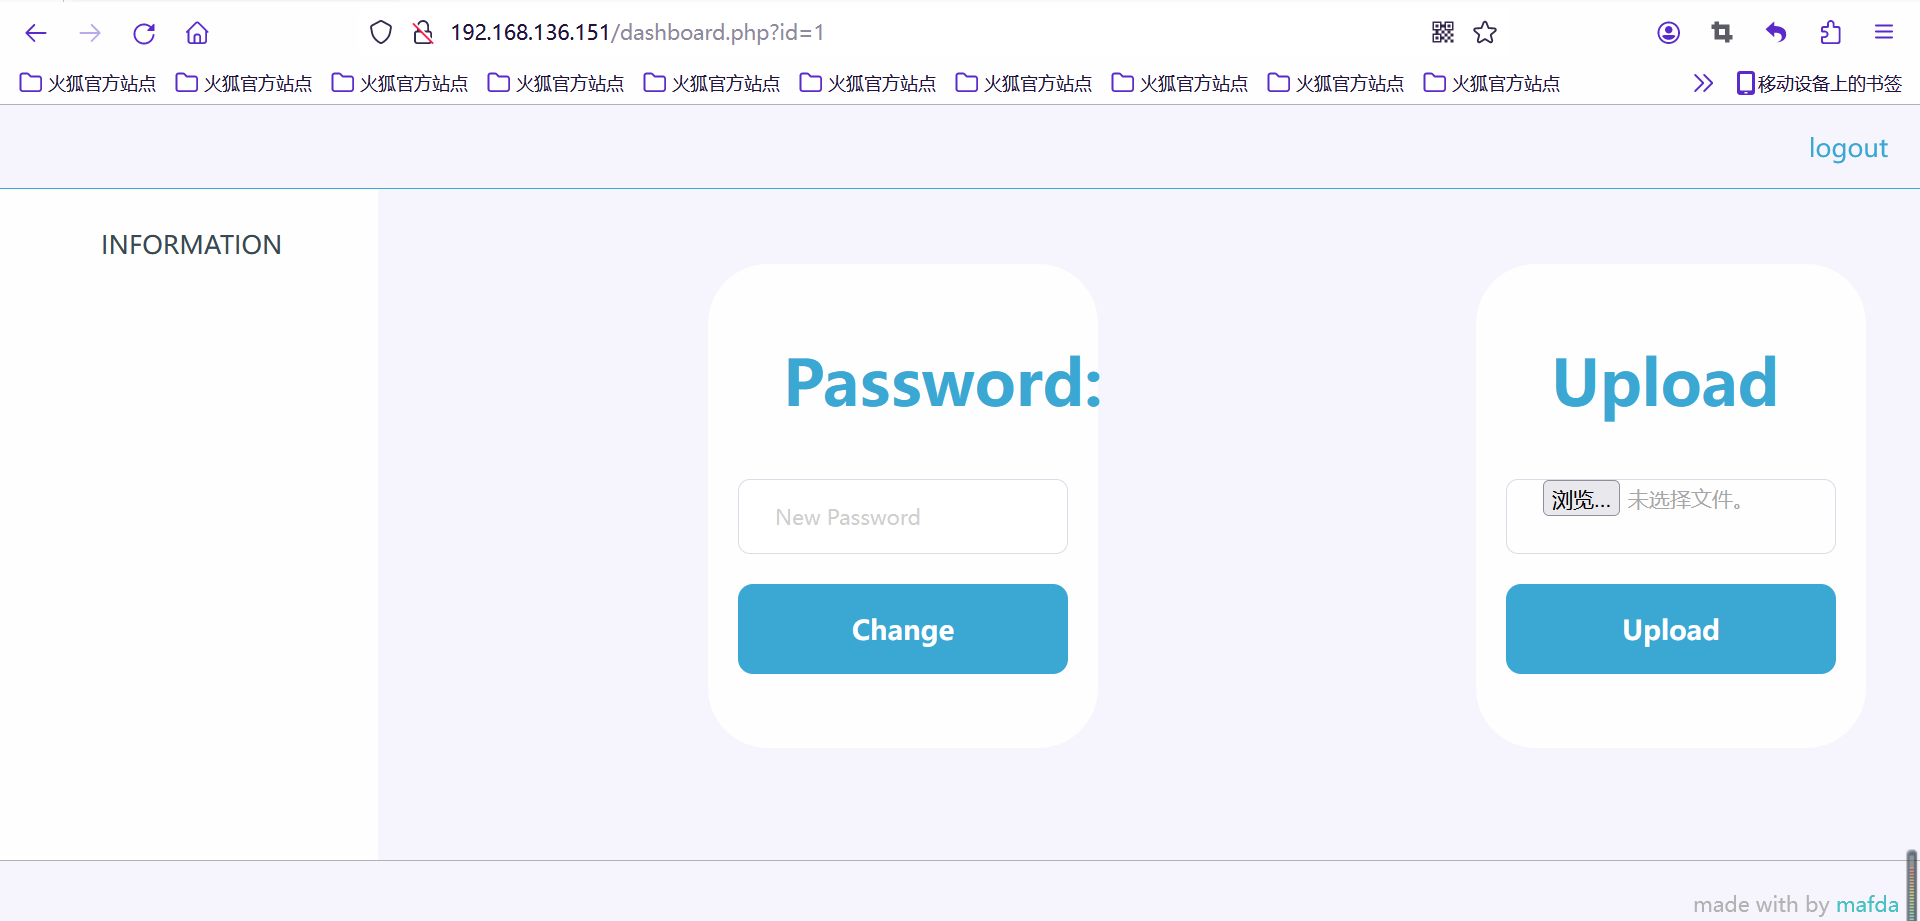 192.168.136.151/dashboard.php?id=1
火狐官方站点 火狐官方站点 火狐官方站点 火狐官方站点 火狐官方站点 火狐官方站点 火狐官方站点 火狐官方站点 火狐官方站点 火狐官方站点 移动设备上的书签
logout
INFORMATION
Password: Upload
New Password 浏览... 未选择文件。
Change Upload
made with by mafda